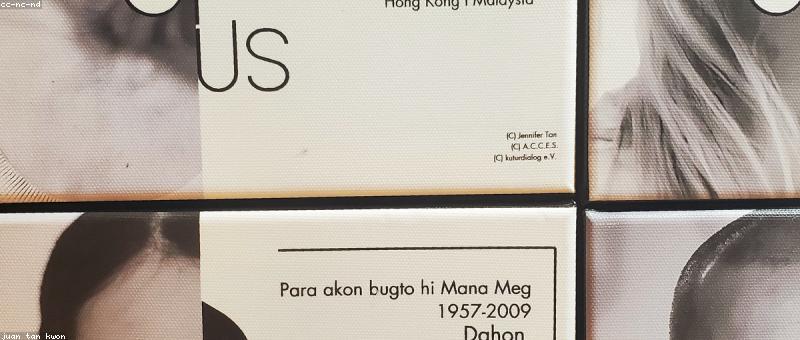 cc-nc-nd
Hong Kong I Malaysia
US
(C) Jennifer Tan
(C) A.C.C.E.S.
(C) kuturdialog e.V.
Para akon bugto hi Mana Meg
1957-2009
Dahon
juan tan kwon